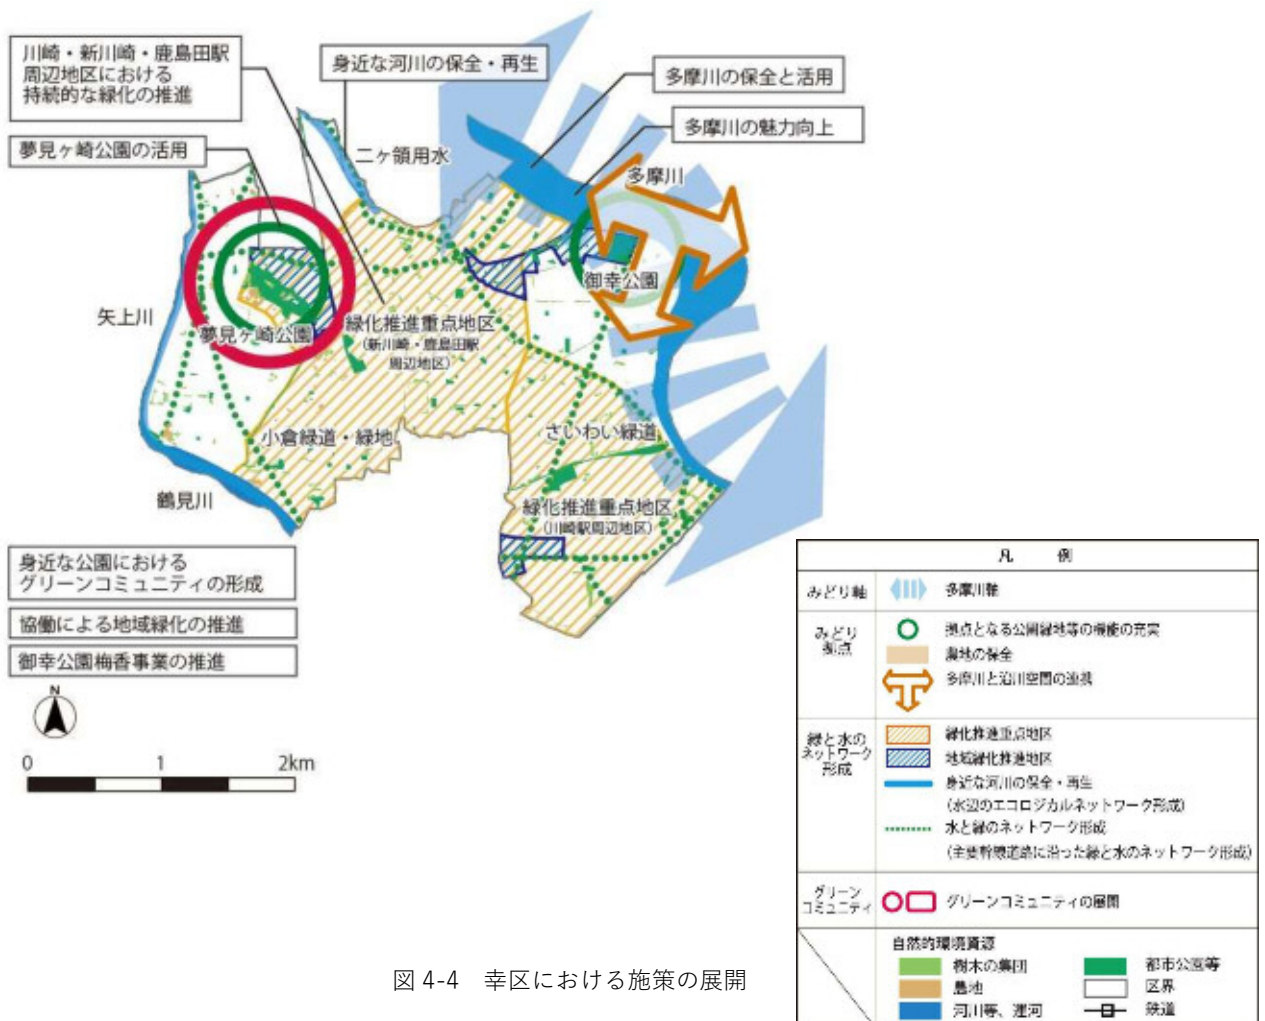 川崎・新川崎・鹿島田駅
周辺地区における
持続的な緑化の推進
身近な河川の保全・再生
多摩川の保全と活用
多摩川の魅力向上
夢見ヶ崎公園の活用
二ヶ領用水
多摩川
御幸公園
矢上川
夢見ヶ崎公園
緑化推進重点地区
(新川崎・鹿島田駅
周辺地区)
小倉緑道・緑地
さいわい緑道
鶴見川
緑化推進重点地区
(川崎駅周辺地区)
身近な公園における
グリーンコミュニティの形成
協働による地域緑化の推進
御幸公園梅香事業の推進
N
0 1 2km
凡 例
みどり軸
多摩川軸
みどり
拠点
拠点となる公園緑地等の機能の充実
農地の保全
多摩川と沿川空間の連携
緑と水の
ネットワーク
形成
緑化推進重点地区
地域緑化推進地区
身近な河川の保全・再生
(水辺のエコロジカルネットワーク形成)
水と緑のネットワーク形成
(主要幹線道路に沿った緑と水のネットワーク形成)
グリーン
コミュニティ
グリーンコミュニティの展開
自然的環境資源
樹木の集団
都市公園等
農地
区界
河川等、運河
鉄道
図 4-4 幸区における施策の展開